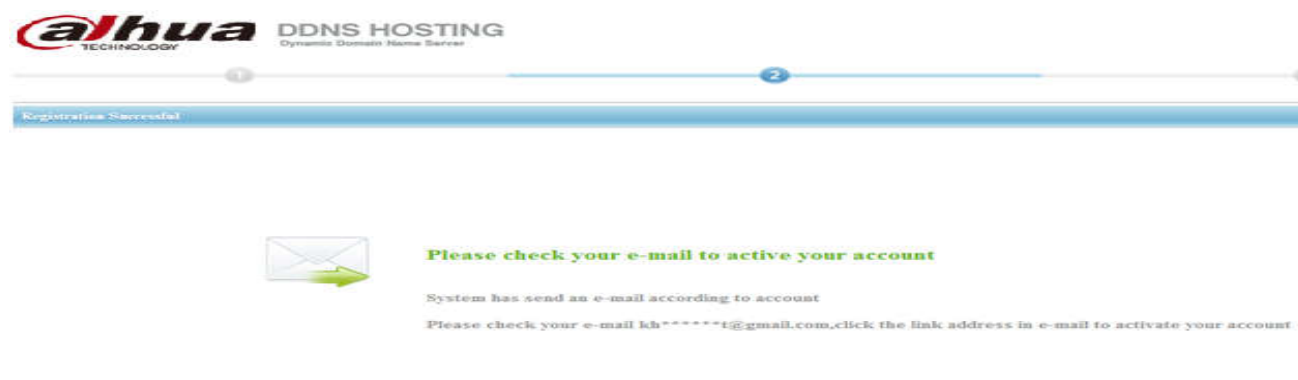 alhua
TECHNOLOGY
DDNS HOSTING
Dynamic Domain Name Server
1
2
Registration Successful
Please check your e-mail to active your account
System has send an e-mail according to account
Please check your e-mail kh******t@gmail.com,click the link address in e-mail to activate your account